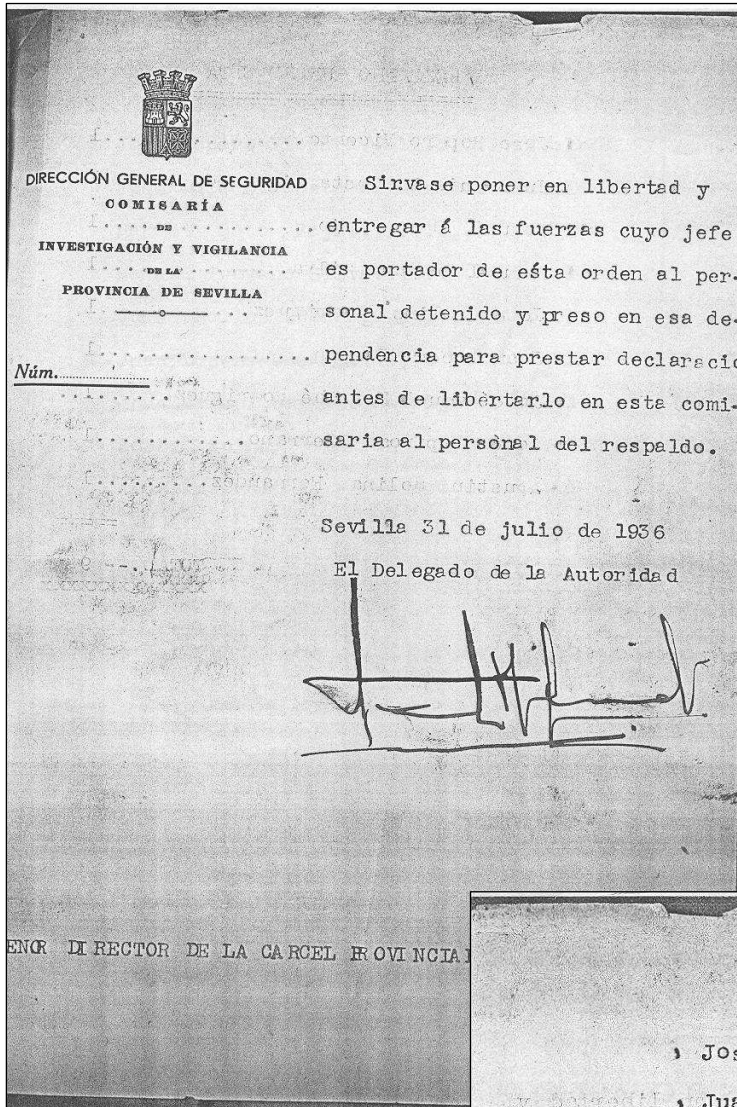 DIRECCIÓN GENERAL DE SEGURIDAD
COMISARÍA
DE
INVESTIGACIÓN Y VIGILANCIA
DE LA
PROVINCIA DE SEVILLA
Núm.
Sirvase poner en libertad y
entregar á las fuerzas cuyo jefe
es portador de esta orden al per-
sonal detenido y preso en esa de-
pendencia para prestar declaracio
antes de libertarlo en esta comi-
saria al personal del respaldo.
Sevilla 31 de julio de 1936
El Delegado de la Autoridad
ENOR DIRECTOR DE LA CARCEL PROVINCIA
Jos
Jua